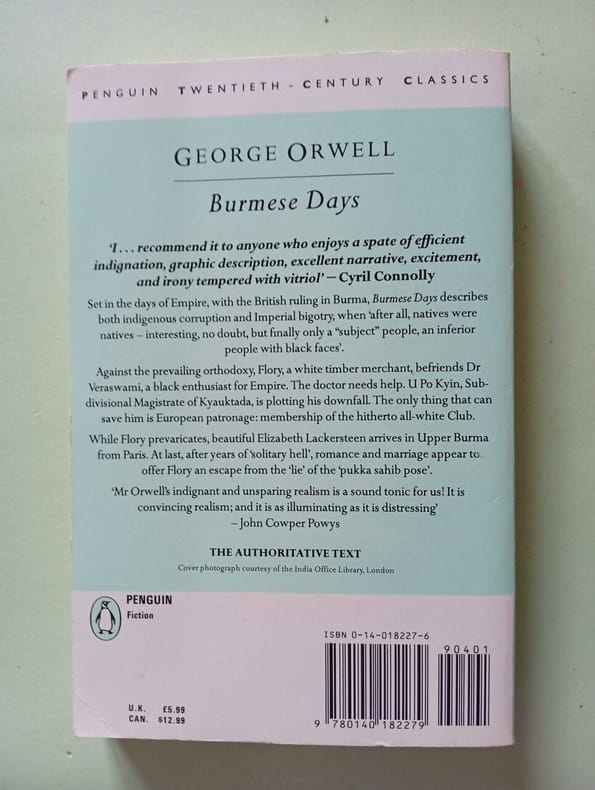 PENGUIN TWENTIETH-CENTURY CLASSICS
GEORGE ORWELL
Burmese Days
'I... recommend it to anyone who enjoys a spate of efficient
indignation, graphic description, excellent narrative, excitement,
and irony tempered with vitriol' – Cyril Connolly
Set in the days of Empire, with the British ruling in Burma, Burmese Days describes
both indigenous corruption and Imperial bigotry, when 'after all, natives were
natives – interesting, no doubt, but finally only a "subject" people, an inferior
people with black faces'.
Against the prevailing orthodoxy, Flory, a white timber merchant, befriends Dr
Veraswami, a black enthusiast for Empire. The doctor needs help. U Po Kyin, Sub-
divisional Magistrate of Kyauktada, is plotting his downfall. The only thing that can
save him is European patronage: membership of the hitherto all-white Club.
While Flory prevaricates, beautiful Elizabeth Lackersteen arrives in Upper Burma
from Paris. At last, after years of 'solitary hell', romance and marriage appear to
offer Flory an escape from the 'lie' of the 'pukka sahib pose'.
'Mr Orwell's indignant and unsparing realism is a sound tonic for us! It is
convincing realism; and it is as illuminating as it is distressing'
– John Cowper Powys
THE AUTHORITATIVE TEXT
Cover photograph courtesy of the India Office Library, London
PENGUIN
Fiction
U.K. £5.99
CAN. $12.99
ISBN 0-14-018227-6
90401
9 780140 182279